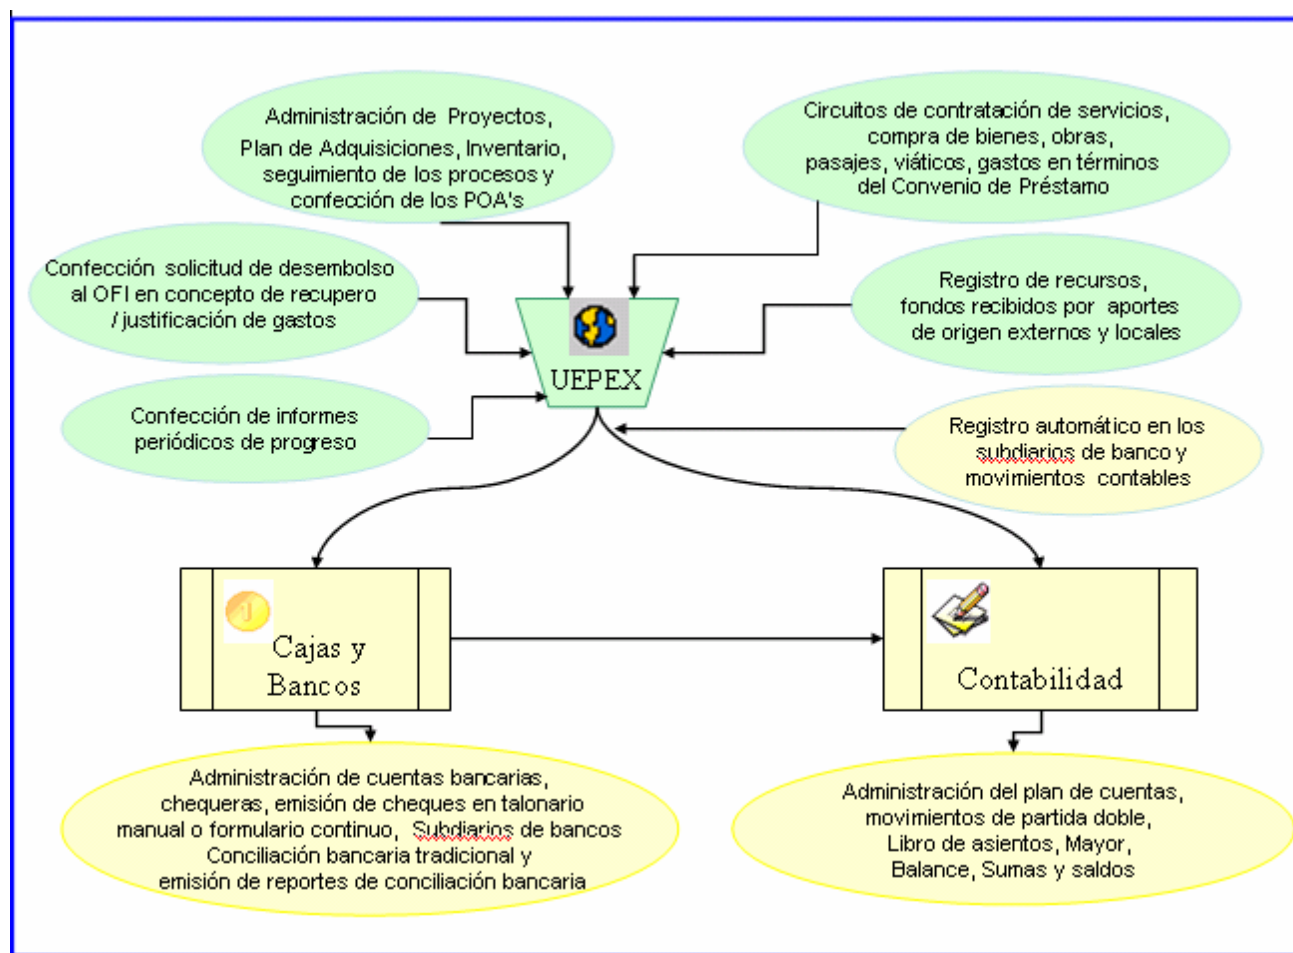 Administración de Proyectos,
Plan de Adquisiciones, Inventario,
seguimiento de los procesos y
confección de los POA's
Circuitos de contratación de servicios,
compra de bienes, obras,
pasajes, viáticos, gastos en términos
del Convenio de Préstamo
Confección solicitud de desembolso
al OFI en concepto de recupero
/ justificación de gastos
Registro de recursos,
fondos recibidos por aportes
de origen externos y locales
UEPEX
Confección de informes
periódicos de progreso
Registro automático en los
subdiarios de banco y
movimientos contables
Cajas y
Bancos
Contabilidad
Administración de cuentas bancarias,
chequeras, emisión de cheques en talonario
manual o formulario continuo, Subdiarios de bancos
Conciliación bancaria tradicional y
emisión de reportes de conciliación bancaria
Administración del plan de cuentas,
movimientos de partida doble,
Libro de asientos, Mayor,
Balance, Sumas y saldos